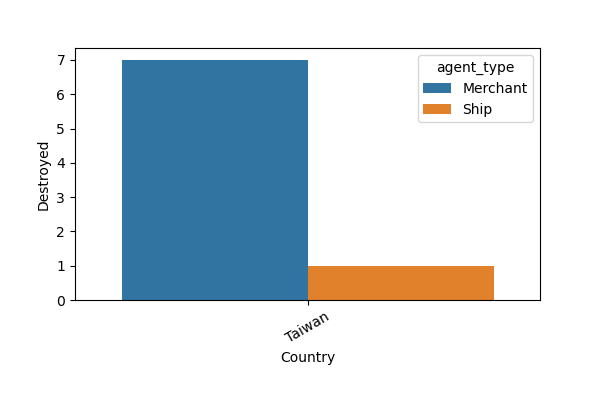 7
6
5
4
3
2
1
0
Destroyed
agent_type
Merchant
Ship
Taiwan
Country